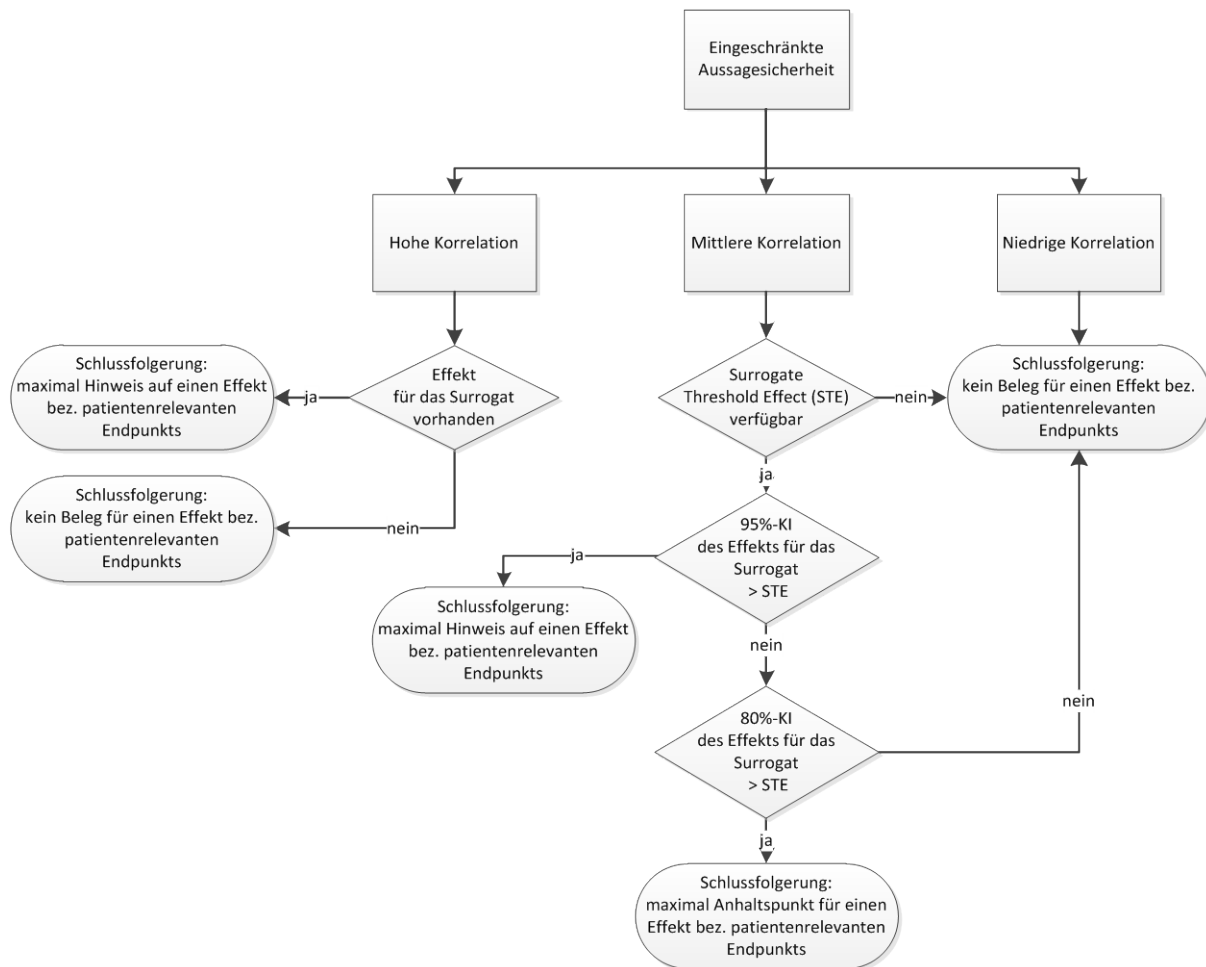 Eingeschränkte
Aussagesicherheit
Hohe Korrelation
Mittlere Korrelation
Niedrige Korrelation
Schlussfolgerung:
maximal Hinweis auf einen Effekt
bez. patientenrelevanten
Endpunkts
ja
Effekt
für das Surrogat
vorhanden
Surrogate
Threshold Effect (STE)
verfügbar
nein
Schlussfolgerung:
kein Beleg für einen Effekt bez.
patientenrelevanten
Endpunkts
Schlussfolgerung:
kein Beleg für einen Effekt bez.
patientenrelevanten
Endpunkts
nein
ja
95%-KI
des Effekts für das
Surrogat
> STE
ja
Schlussfolgerung:
maximal Hinweis auf einen Effekt
bez. patientenrelevanten
Endpunkts
nein
80%-KI
des Effekts für das
Surrogat
> STE
nein
ja
Schlussfolgerung:
maximal Anhaltspunkt für einen
Effekt bez. patientenrelevanten
Endpunkts